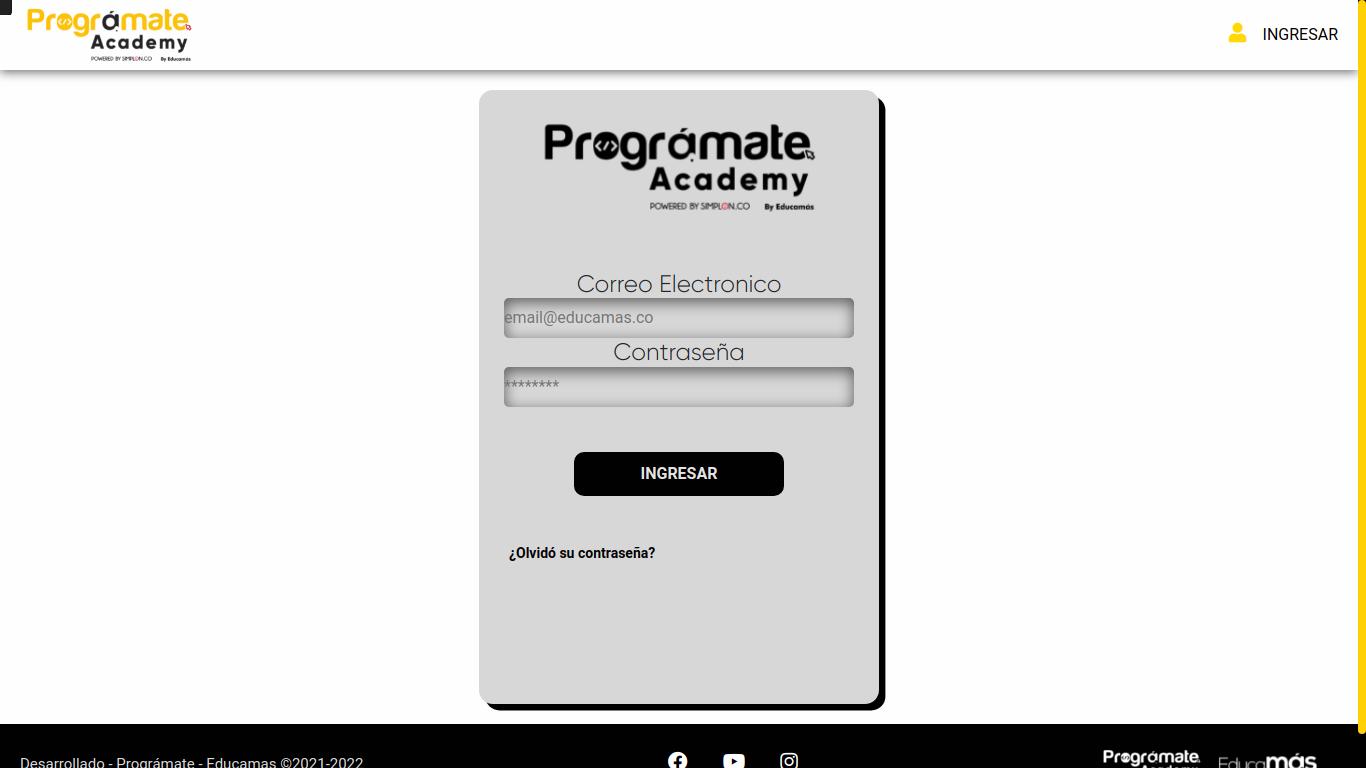 Prográmate
Academy
POWERED BY SIMPLON.CO By Educamás
INGRESAR
Prográmate
Academy
POWERED BY SIMPLON.CO By Educamás
Correo Electronico
email@educamas.co
Contraseña
********
INGRESAR
¿Olvidó su contraseña?
Desarrollado - Prográmate - Educamas ©2021-2022
Prográmate
Academy
Educamás